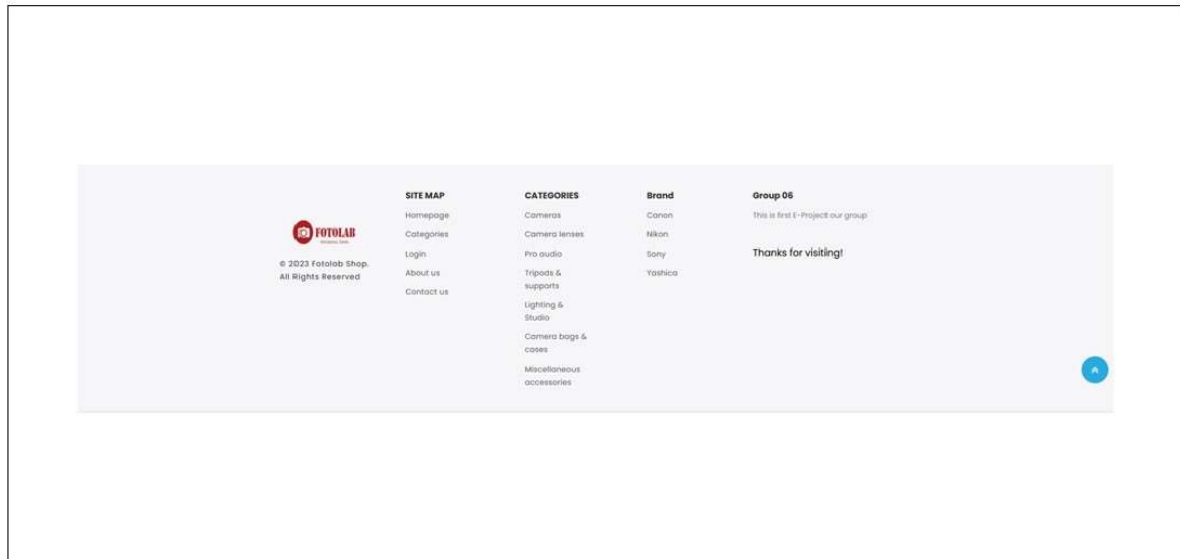 FOTOLAB
© 2023 Fotolab Shop.
All Rights Reserved
SITE MAP
Homepage
Categories
Login
About us
Contact us
CATEGORIES
Cameras
Camera lenses
Pro audio
Tripods &
supports
Lighting &
Studio
Camera bags &
cases
Miscellaneous
accessories
Brand
Canon
Nikon
Sony
Yashica
Group 06
This is first E-Project our group
Thanks for visiting!